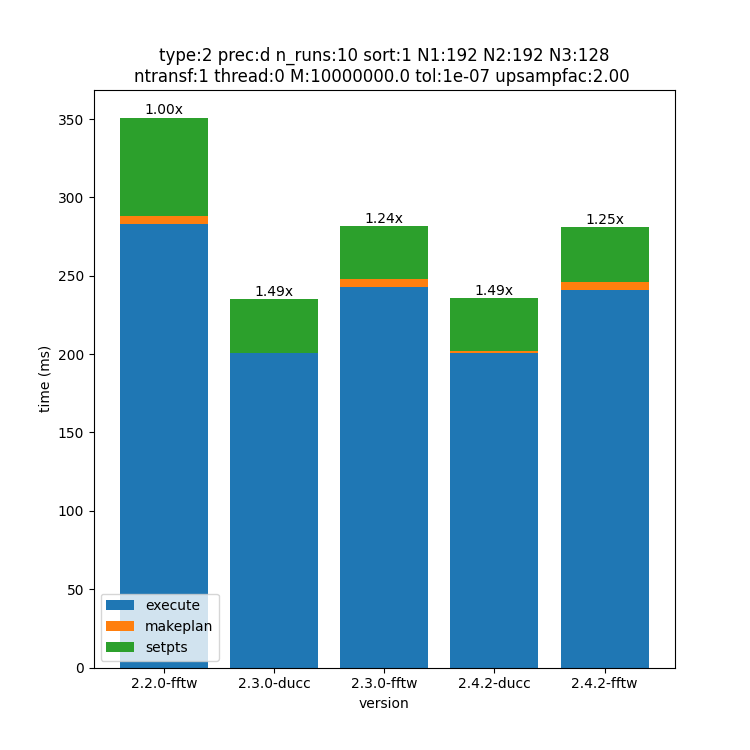 type:2 prec:d n_runs:10 sort:1 N1:192 N2:192 N3:128
ntransf:1 thread:0 M:10000000.0 tol:1e-07 upsampfac:2.00
350
300
250
200
150
100
50
0
time (ms)
1.00x
1.49x
1.24x
1.49x
1.25x
execute
makeplan
setpts
2.2.0-fftw
2.3.0-ducc
2.3.0-fftw
2.4.2-ducc
2.4.2-fftw
version